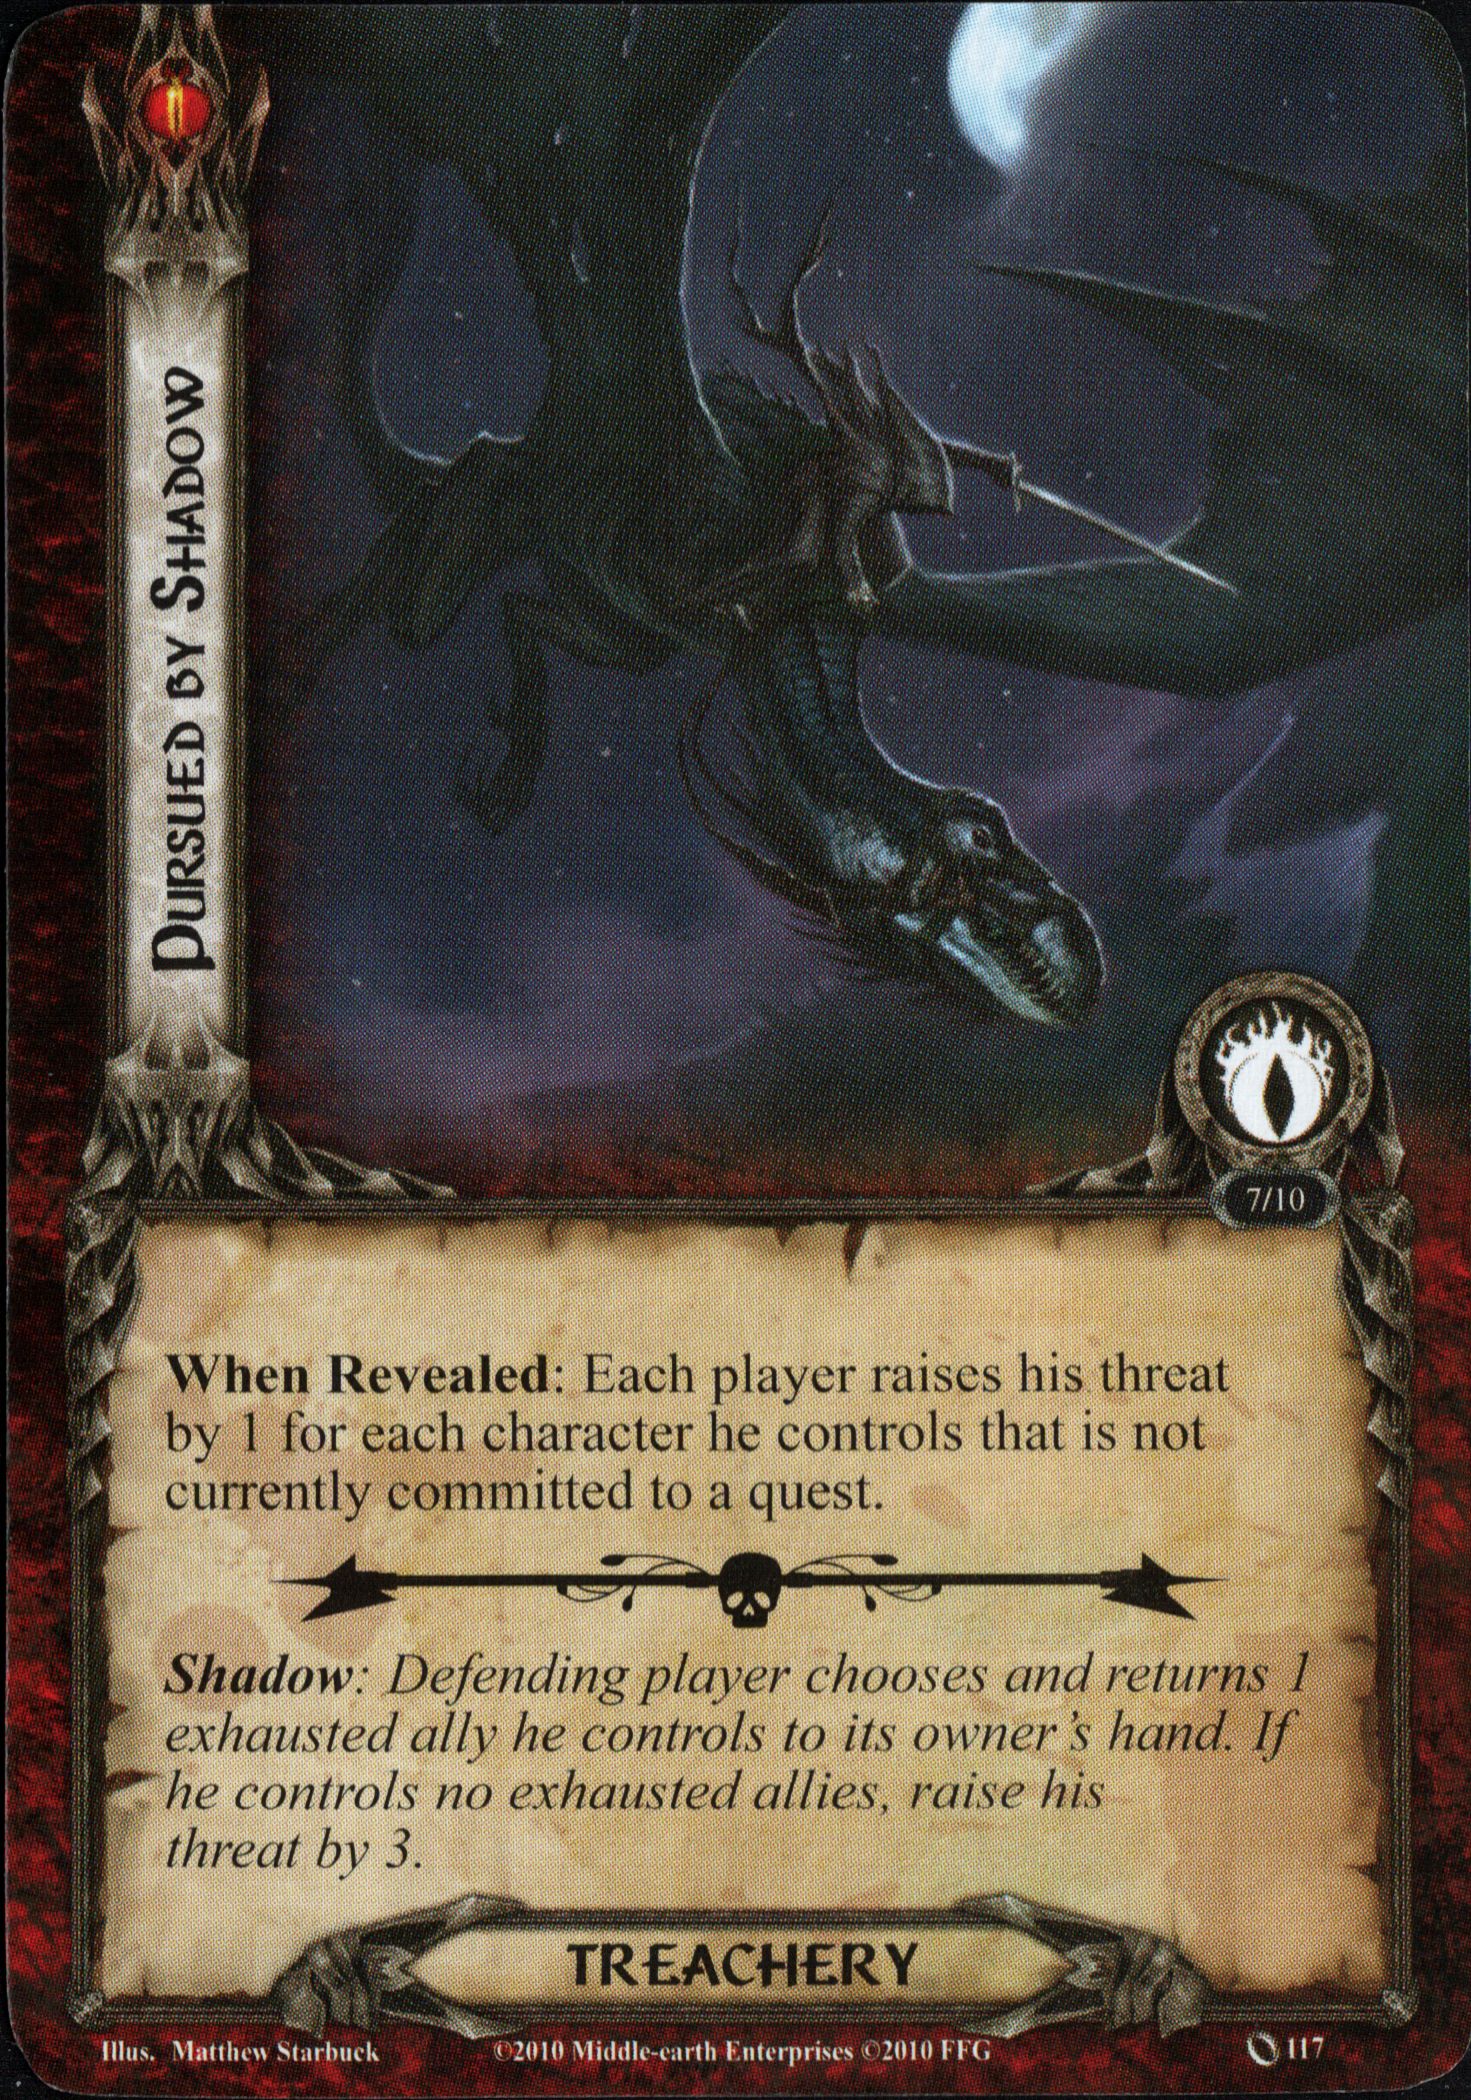 Pursued by Shadow
7/10
When Revealed: Each player raises his threat
by 1 for each character he controls that is not
currently committed to a quest.
Shadow: Defending player chooses and returns 1
exhausted ally he controls to its owner's hand. If
he controls no exhausted allies, raise his
threat by 3.
TREACHERY
Illus. Matthew Starbuck
©2010 Middle-earth Enterprises ©2010 FFG
117